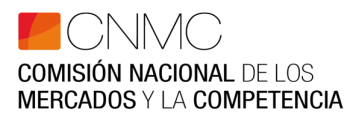 CNMC
COMISIÓN NACIONAL DE LOS
MERCADOS Y LA COMPETENCIA